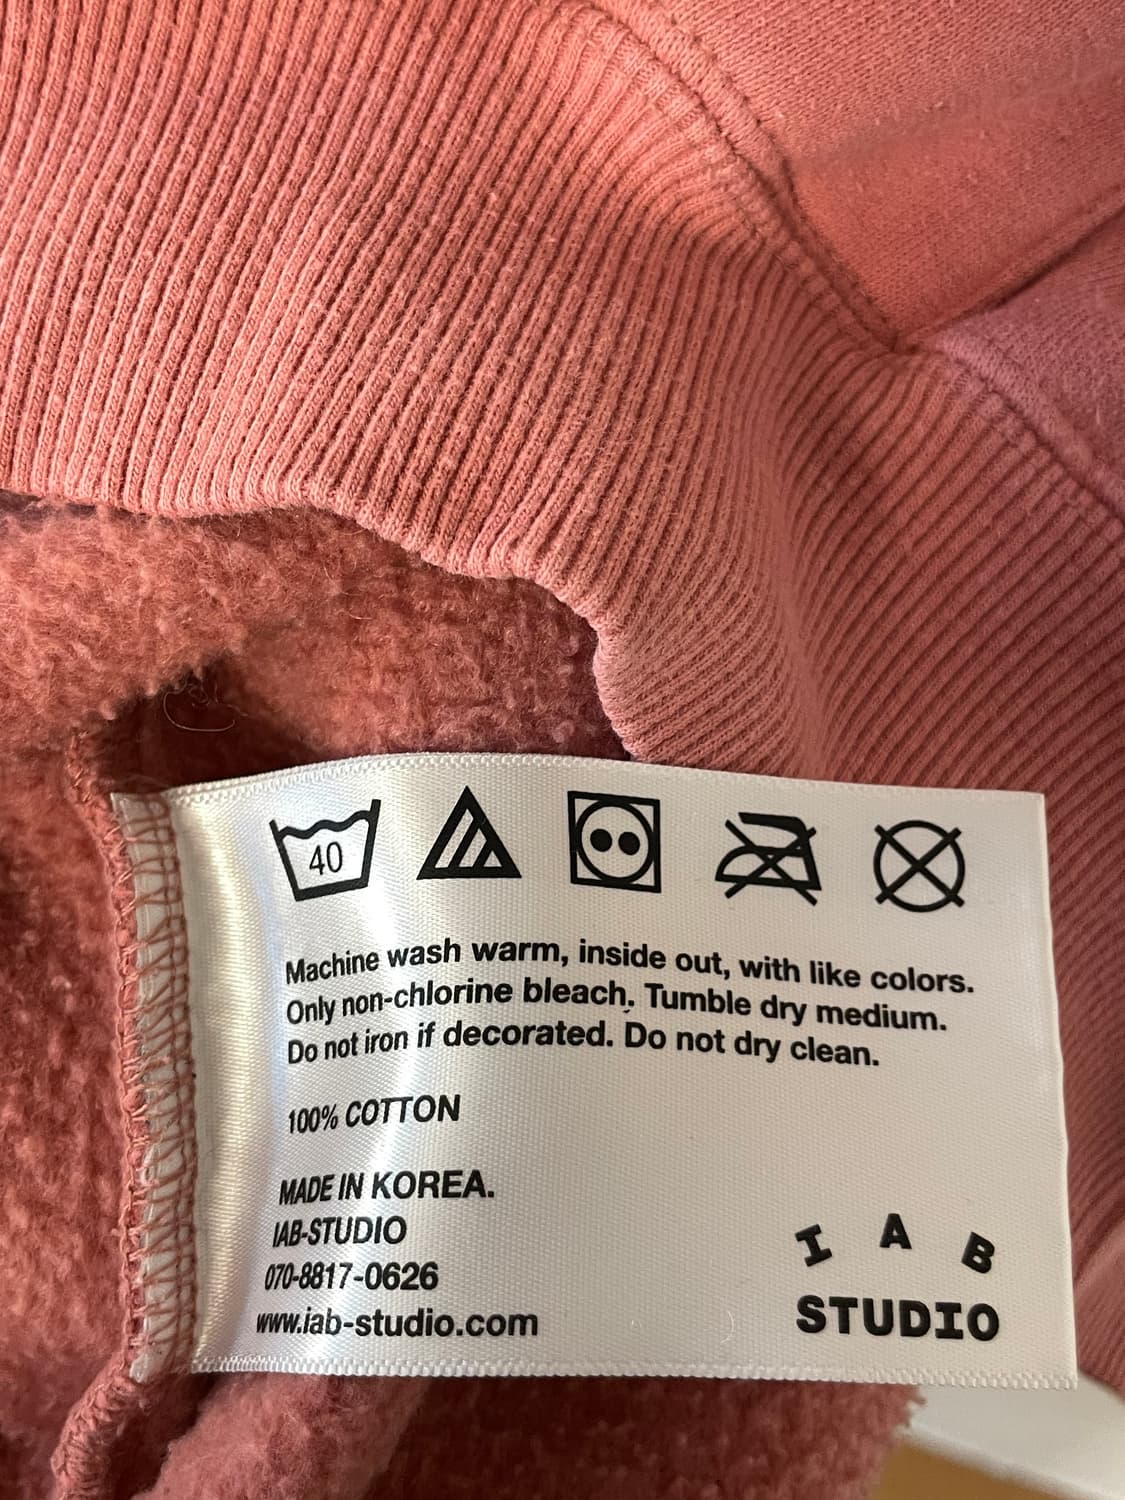 40
Machine wash warm, inside out, with like colors.
Only non-chlorine bleach. Tumble dry medium.
Do not iron if decorated. Do not dry clean.
100% COTTON
MADE IN KOREA.
IAB-STUDIO
070-8817-0626
www.iab-studio.com
I A B
STUDIO